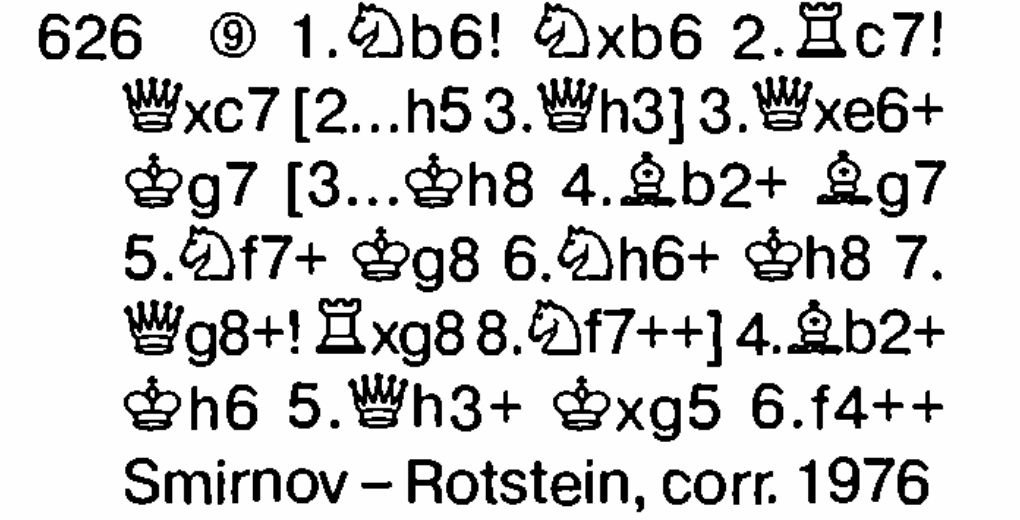 626 ⑨ 1.♘b6! ♘xb6 2.♖c7!
♕xc7 [2...h5 3.♕h3] 3.♕xe6+
♔g7 [3...♔h8 4.♗b2+ ♗g7
5.♘f7+ ♔g8 6.♘h6+ ♔h8 7.
♕g8+! ♖xg8 8.♘f7++] 4.♗b2+
♔h6 5.♕h3+ ♔xg5 6.f4++
Smirnov – Rotstein, corr. 1976